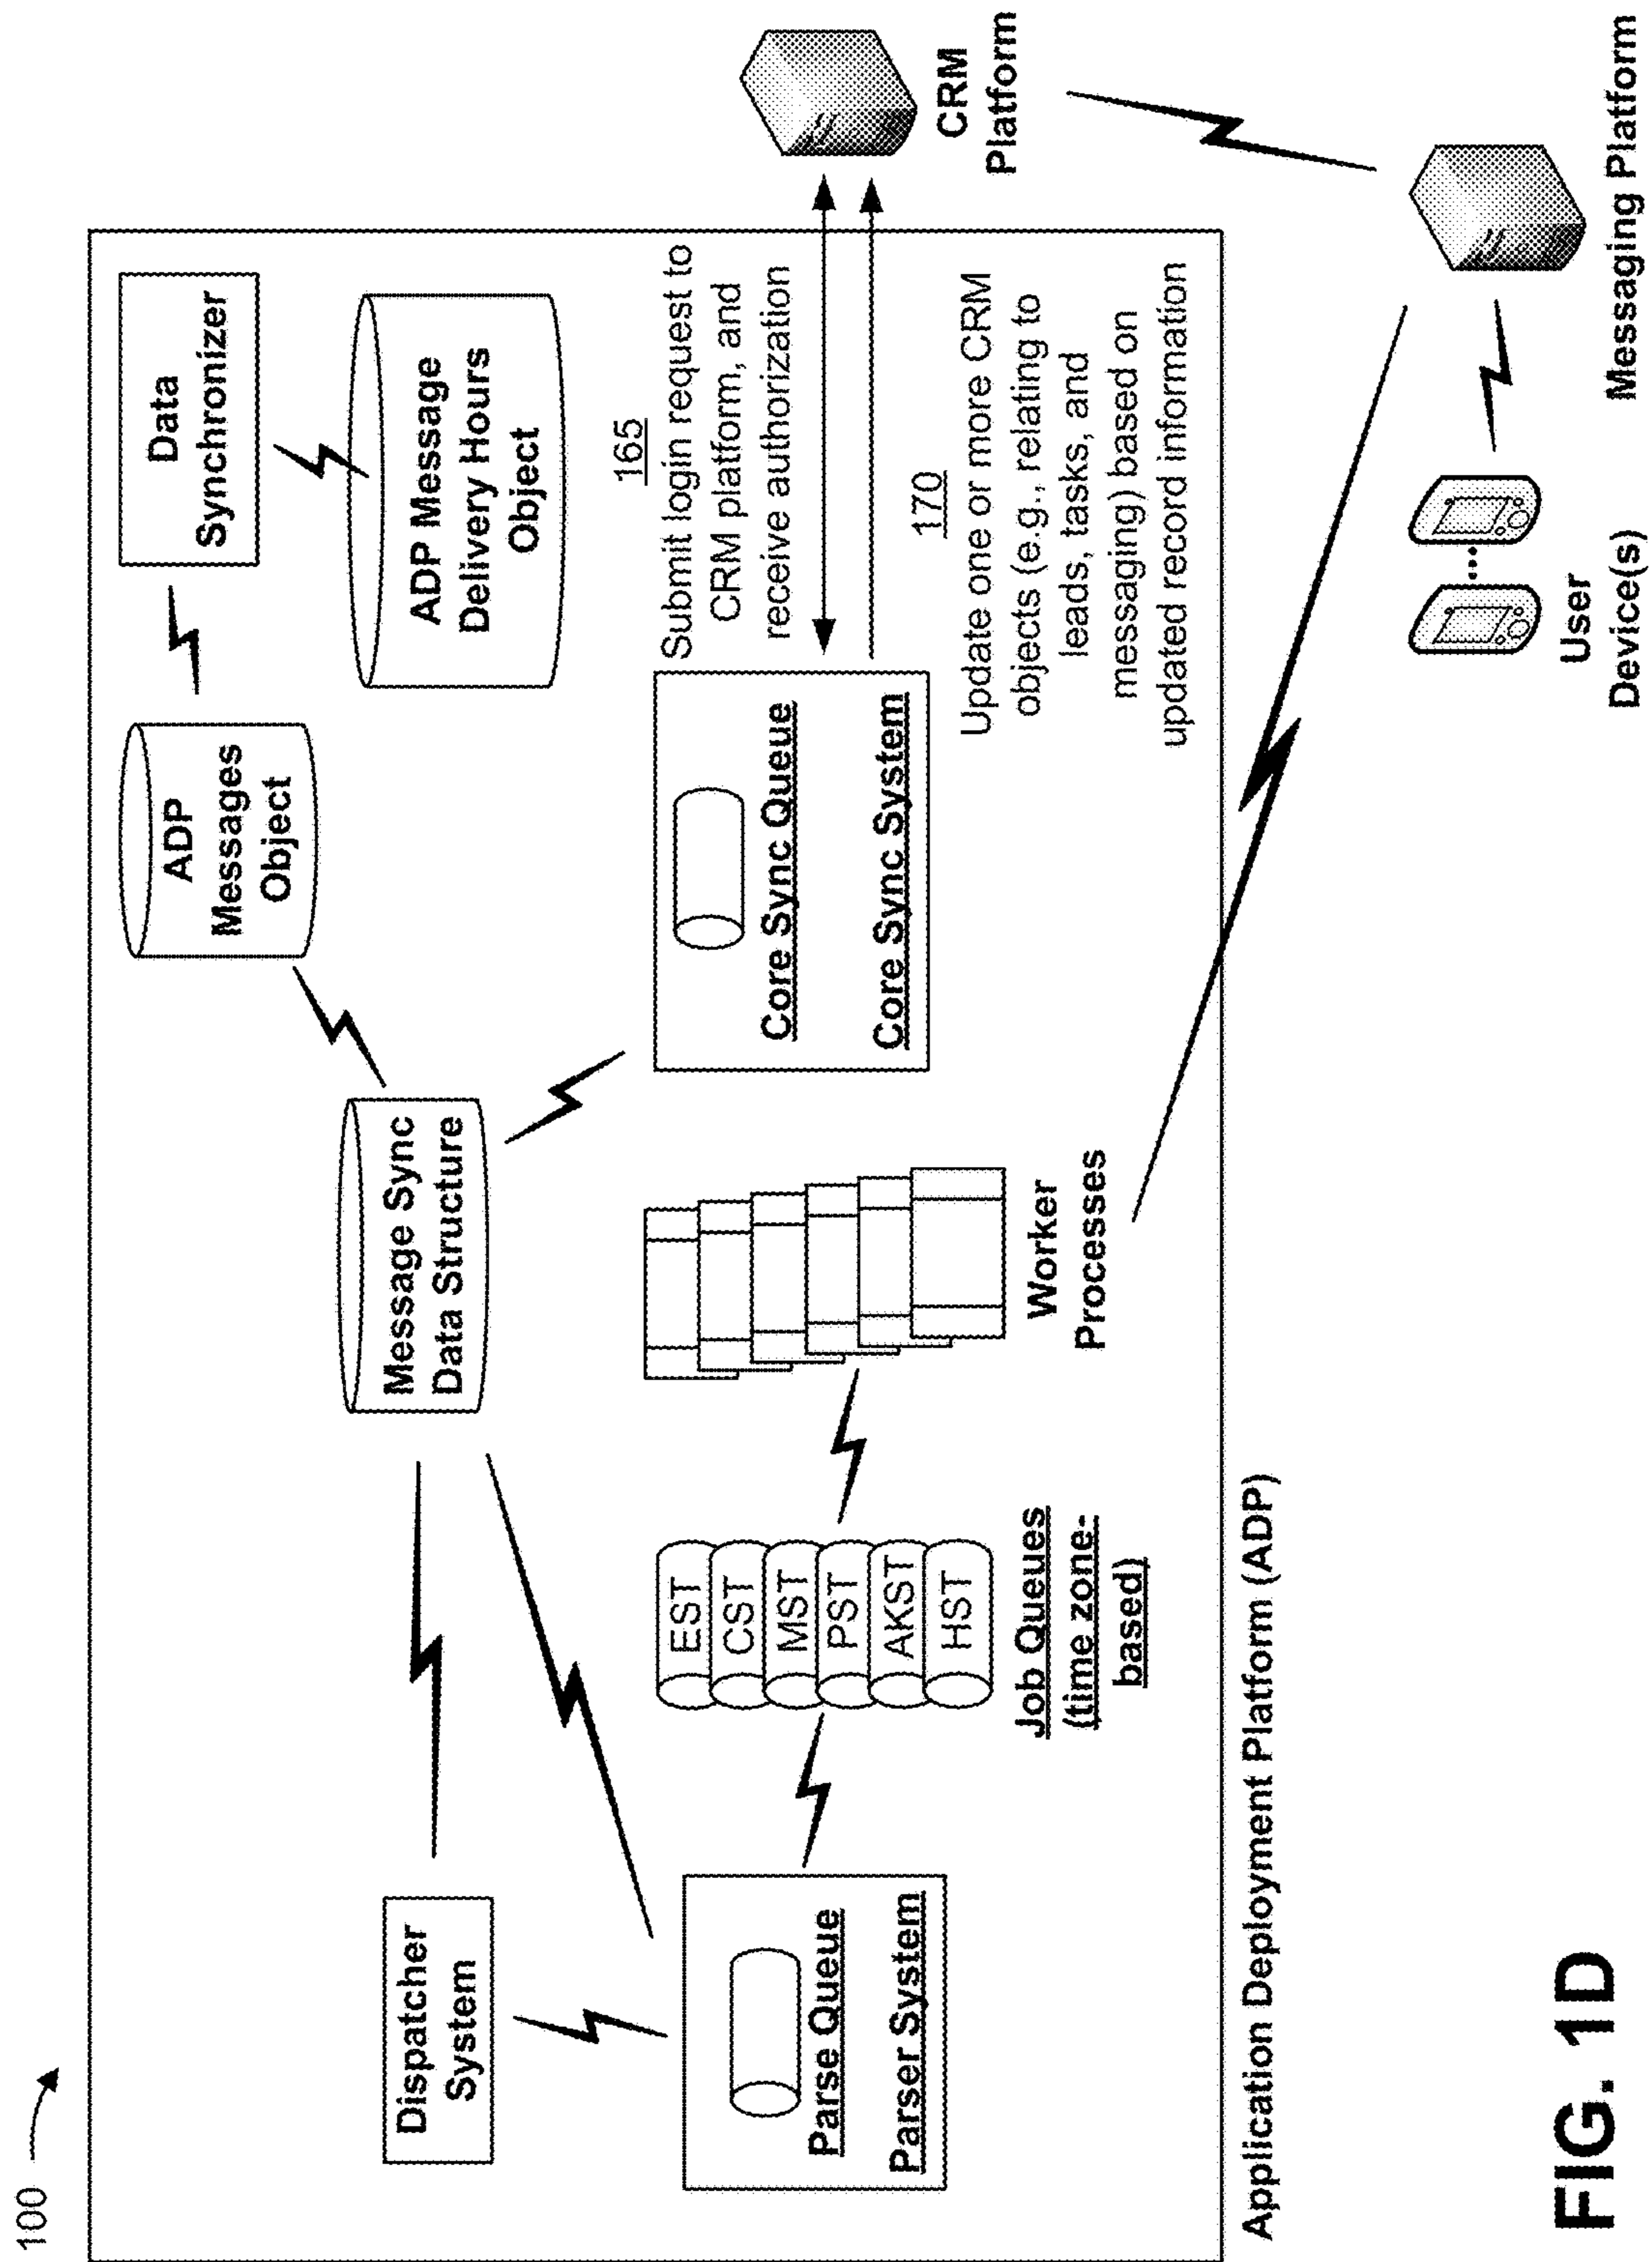 100
Data
Synchronizer
ADP
Messages
Object
ADP Message
Delivery Hours
Object
Message Sync
Data Structure
Dispatcher
System
165
Submit login request to
CRM platform, and
receive authorization
CRM
Platform
Core Sync Queue
Core Sync System
170
Update one or more CRM
objects (e.g., relating to
leads, tasks, and
messaging) based on
updated record information
Parse Queue
Parser System
EST
CST
MST
PST
AKST
HST
Job Queues
(time zone-
based)
Worker
Processes
Application Deployment Platform (ADP)
User
Device(s)
Messaging Platform
FIG. 1D